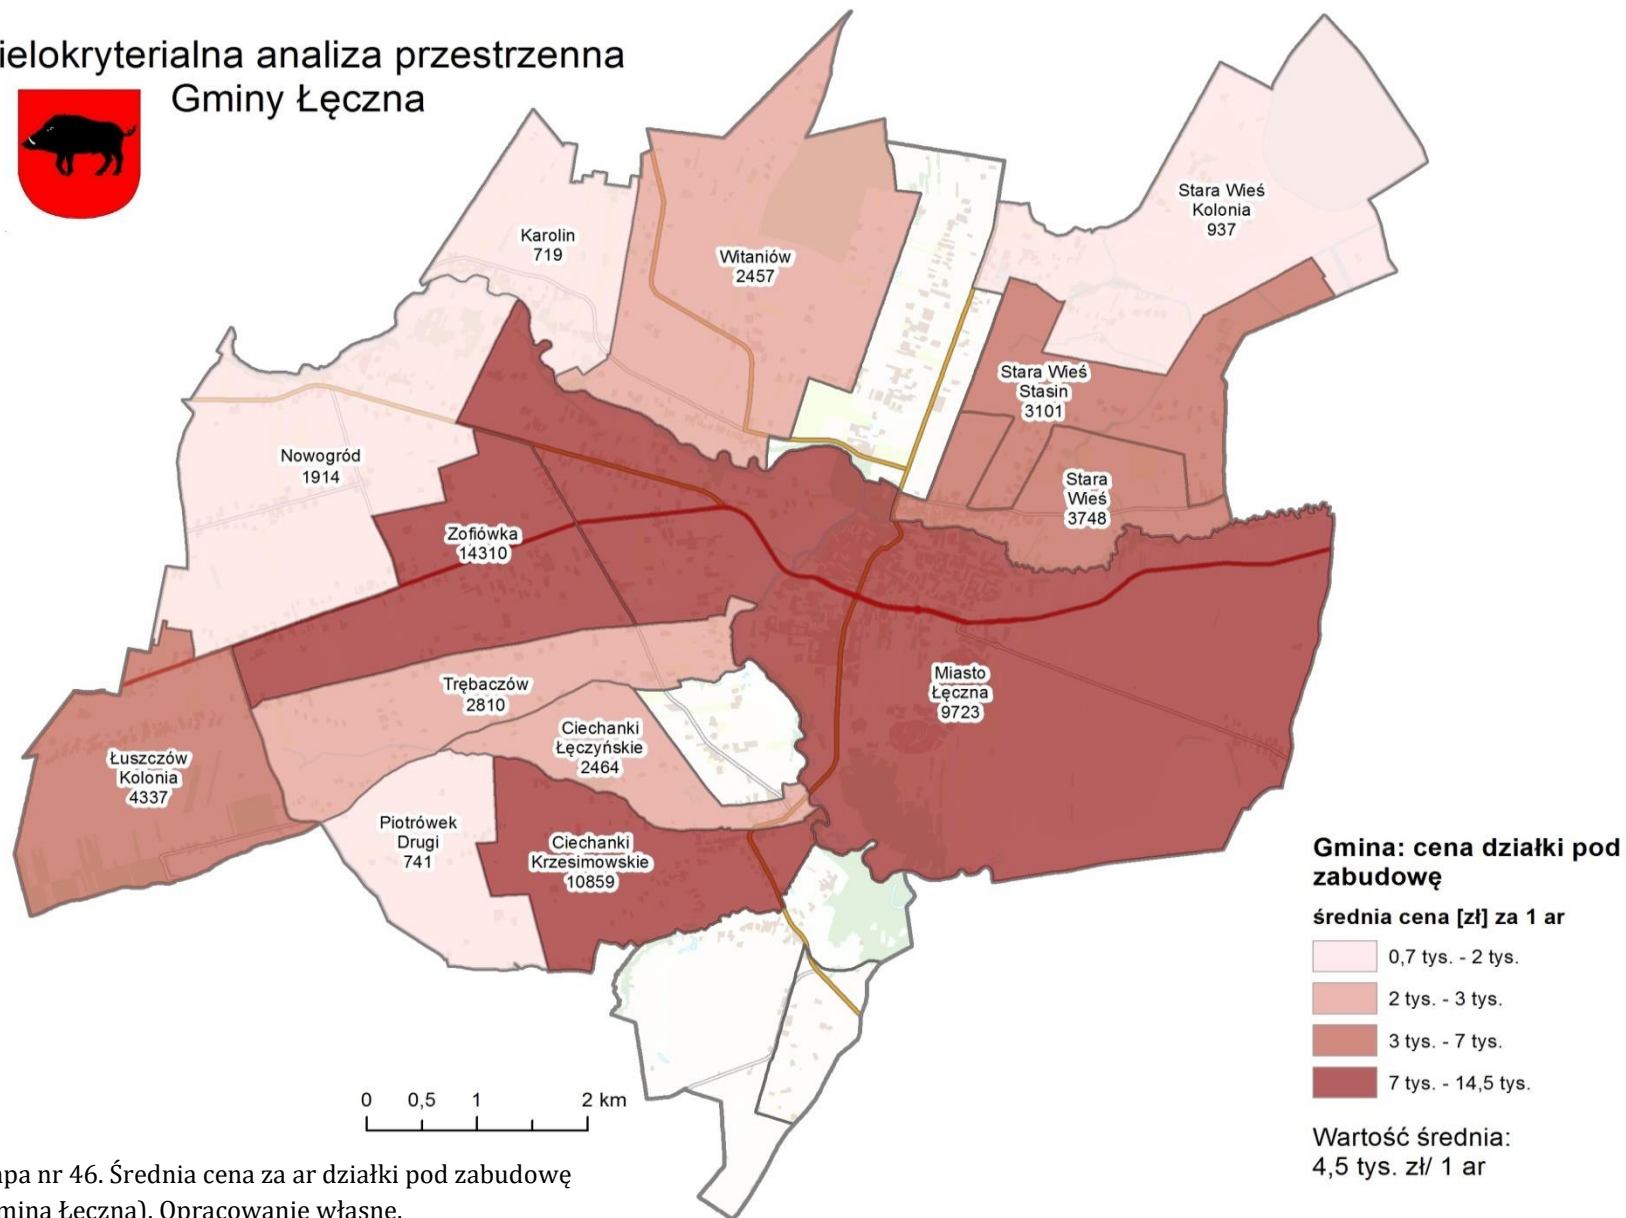 ielokryterialna analiza przestrzenna
Gminy Łęczna
Stara Wieś
Kolonia
937
Karolin
719
Witaniów
2457
Stara Wieś
Stasin
3101
Nowogród
1914
Stara
Wieś
3748
Zofiówka
14310
Miasto
Łęczna
9723
Trębaczów
2810
Ciechanki
Łęczyńskie
2464
Łuszczów
Kolonia
4337
Piotrówek
Drugi
741
Ciechanki
Krzesimowskie
10859
Gmina: cena działki pod
zabudowę
średnia cena [zł] za 1 ar
0,7 tys. - 2 tys.
2 tys. - 3 tys.
3 tys. - 7 tys.
7 tys. - 14,5 tys.
Wartość średnia:
4,5 tys. zł/ 1 ar
0 0,5 1 2 km
apa nr 46. Średnia cena za ar działki pod zabudowę
mina Łęczna). Opracowanie własne.